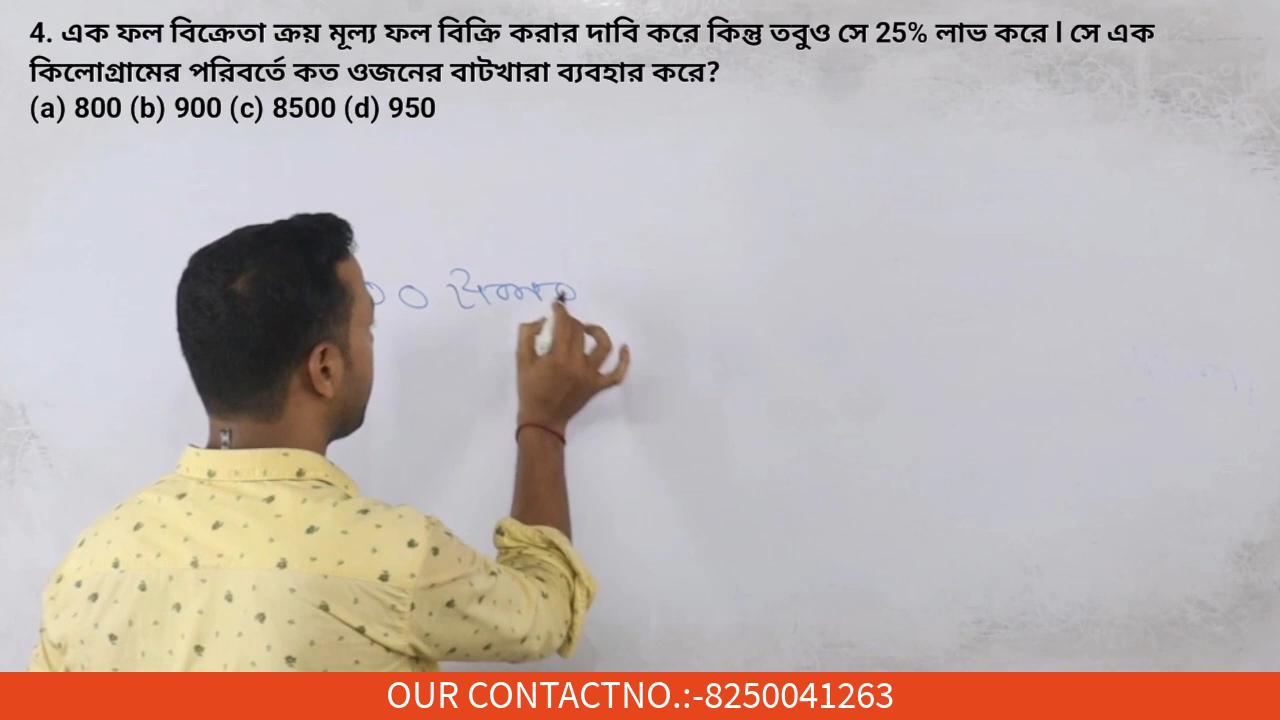 4. এক ফল বিক্রেতা ক্রয় মূল্য ফল বিক্রি করার দাবি করে কিন্তু তবুও সে 25% লাভ করে l সে এক
কিলোগ্রামের পরিবর্তে কত ওজনের বাটখারা ব্যবহার করে?
(a) 800 (b) 900 (c) 8500 (d) 950
OUR CONTACTNO.:-8250041263